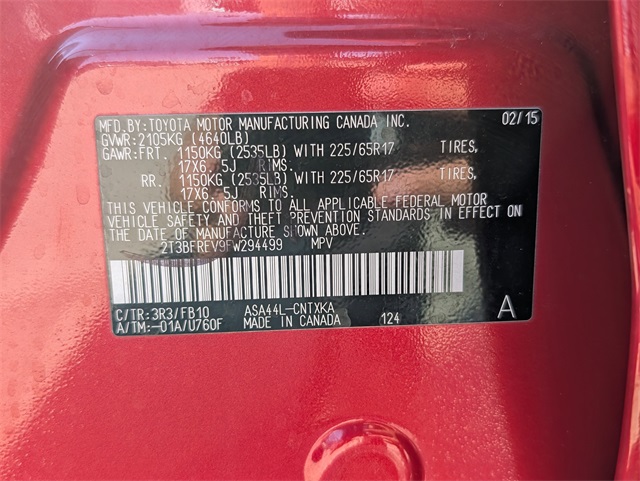 MFD.BY:TOYOTA MOTOR MANUFACTURING CANADA INC. 02/15
GVWR:2105KG (4640LB)
GAWR:FRT. 1150KG (2535LB) WITH 225/65R17 TIRES,
17X6.5J RIMS.
RR. 1150KG (2535LB) WITH 225/65R17 TIRES,
17X6.5J RIMS.
THIS VEHICLE CONFORMS TO ALL APPLICABLE FEDERAL MOTOR
VEHICLE SAFETY AND THEFT PREVENTION STANDARDS IN EFFECT ON
THE DATE OF MANUFACTURE SHOWN ABOVE.
2T3BFREV9FW294499 MPV
C/TR:3R3/FB10 ASA44L-CNTXKA A
A/TM:-01A/U760F MADE IN CANADA 124